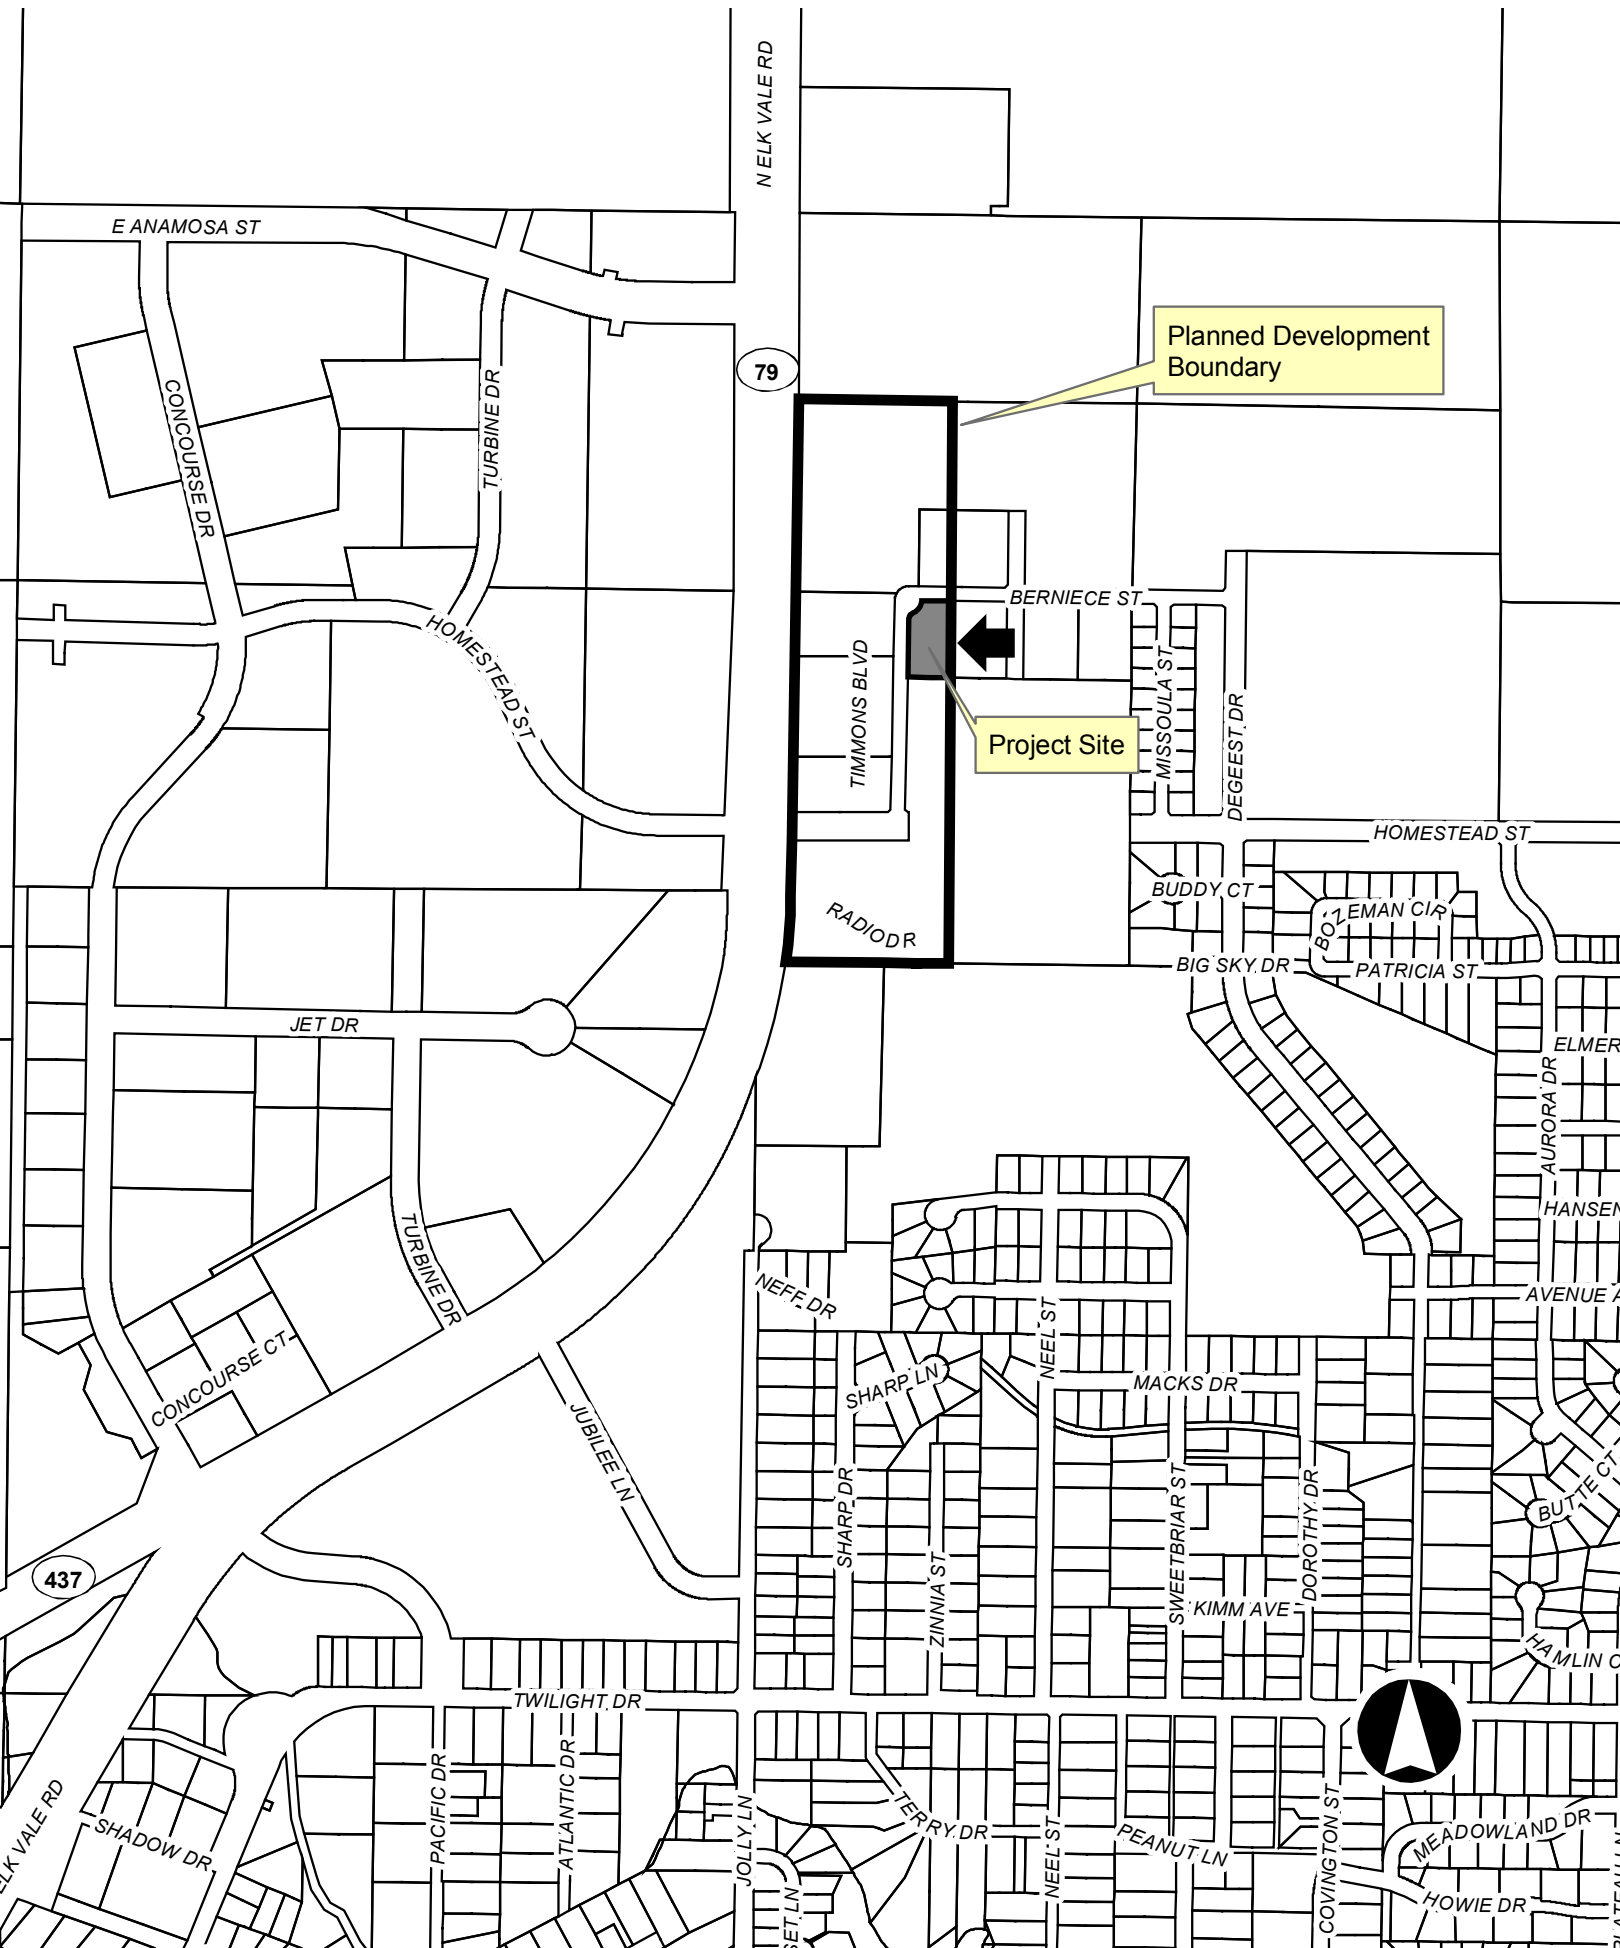 N ELK VALE RD
E ANAMOSA ST
Planned Development
Boundary
79
CONCOURSE DR
TURBINE DR
BERNIECE ST
HOMESTEAD ST
TIMMONS BLVD
MISSOULA ST
DEGEEST DR
Project Site
HOMESTEAD ST
BUDDY CT
BOZEMAN CIR
RADIO DR
BIG SKY DR
PATRICIA ST
JET DR
ELMER
AURORA DR
HANSEN
TURBINE DR
NEFF DR
AVENUE A
NEEL ST
CONCOURSE CT
SHARP LN
MACKS DR
JUBILEE LN
SHARP DR
SWEETBRIAR ST
DOROTHY DR
BUTTE CT
437
ZINNIA ST
KIMM AVE
HAMLIN C
TWILIGHT DR
PACIFIC DR
ATLANTIC DR
ELK VALE RD
SHADOW DR
JOLLY LN
TERRY DR
NEEL ST
PEANUT LN
COVINGTON ST
MEADOWLAND DR
HOWIE DR
SET LN